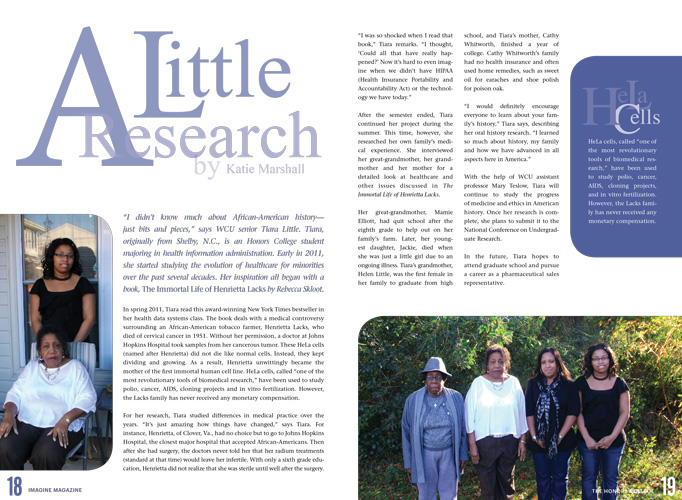 A Little
Research
by Katie Marshall
"I didn't know much about African-American history—
just bits and pieces," says WCU senior Tiara Little. Tiara,
originally from Shelby, N.C., is an Honors College student
majoring in health information administration. Early in 2011,
she started studying the evolution of healthcare for minorities
over the past several decades. Her inspiration all began with a
book, The Immortal Life of Henrietta Lacks by Rebecca Skloot.
In spring 2011, Tiara read this award-winning New York Times bestseller in
her health data systems class. The book deals with a medical controversy
surrounding an African-American tobacco farmer, Henrietta Lacks, who
died of cervical cancer in 1951. Without her permission, a doctor at Johns
Hopkins Hospital took samples from her cancerous tumor. These HeLa cells
(named after Henrietta) did not die like normal cells. Instead, they kept
dividing and growing. As a result, Henrietta unwittingly became the
mother of the first immortal human cell line. HeLa cells, called "one of the
most revolutionary tools of biomedical research," have been used to study
polio, cancer, AIDS, cloning projects and in vitro fertilization. However,
the Lacks family has never received any monetary compensation.
For her research, Tiara studied differences in medical practice over the
years. "It's just amazing how things have changed," says Tiara. For
instance, Henrietta, of Clover, Va., had no choice but to go to Johns Hopkins
Hospital, the closest major hospital that accepted African-Americans. Then
after she had surgery, the doctors never told her that her radium treatments
(standard at that time) would leave her infertile. With only a sixth grade edu-
cation, Henrietta did not realize that she was sterile until well after the surgery.
18 IMAGINE MAGAZINE
"I was so shocked when I read that
book," Tiara remarks. "I thought,
'Could all that have really hap-
pened?' Now it's hard to even imag-
ine when we didn't have HIPAA
(Health Insurance Portability and
Accountability Act) or the technol-
ogy we have today."
After the semester ended, Tiara
continued her project during the
summer. This time, however, she
researched her own family's medi-
cal experience. She interviewed
her great-grandmother, her grand-
mother and her mother for a
detailed look at healthcare and
other issues discussed in The
Immortal Life of Henrietta Lacks.
Her great-grandmother, Mamie
Elliott, had quit school after the
eighth grade to help out on her
family's farm. Later, her young-
est daughter, Jackie, died when
she was just a little girl due to an
ongoing illness. Tiara's grandmother,
Helen Little, was the first female in
her family to graduate from high
school, and Tiara's mother, Cathy
Whitworth, finished a year of
college. Cathy Whitworth's family
had no health insurance and often
used home remedies, such as sweet
oil for earaches and shoe polish
for poison oak.
"I would definitely encourage
everyone to learn about your fam-
ily's history," Tiara says, describing
her oral history research. "I learned
so much about history, my family
and how we have advanced in all
aspects here in America."
With the help of WCU assistant
professor Mary Teslow, Tiara will
continue to study the progress
of medicine and ethics in American
history. Once her research is com-
plete, she plans to submit it to the
National Conference on Undergrad-
uate Research.
In the future, Tiara hopes to
attend graduate school and pursue
a career as a pharmaceutical sales
representative.
HeLa
Cells
HeLa cells, called "one of
the most revolutionary
tools of biomedical res-
earch," have been used
to study polio, cancer,
AIDS, cloning projects
and in vitro fertilization.
However, the Lacks fami-
ly has never received any
monetary compensation.
THE HONORS COLLEGE 19